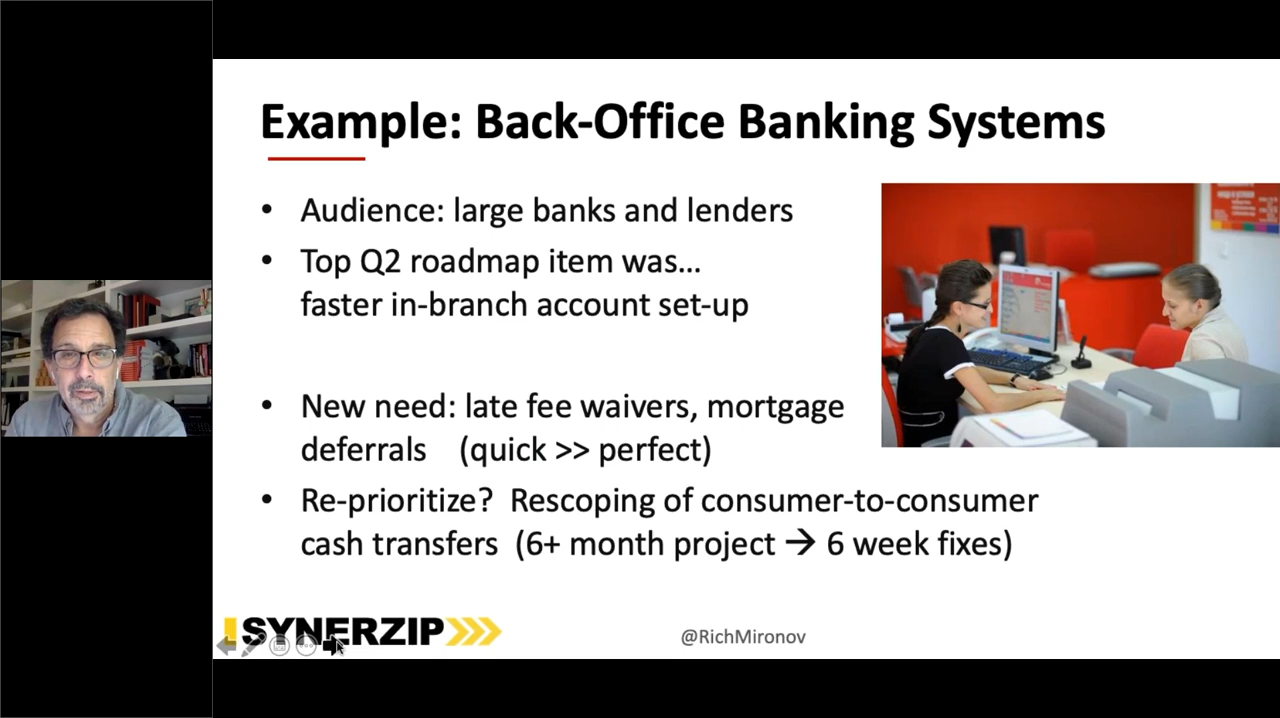 Example: Back-Office Banking Systems
• Audience: large banks and lenders
• Top Q2 roadmap item was...
faster in-branch account set-up
• New need: late fee waivers, mortgage
deferrals (quick >> perfect)
• Re-prioritize? Rescoping of consumer-to-consumer
cash transfers (6+ month project → 6 week fixes)
SYNERZIP
@RichMironov